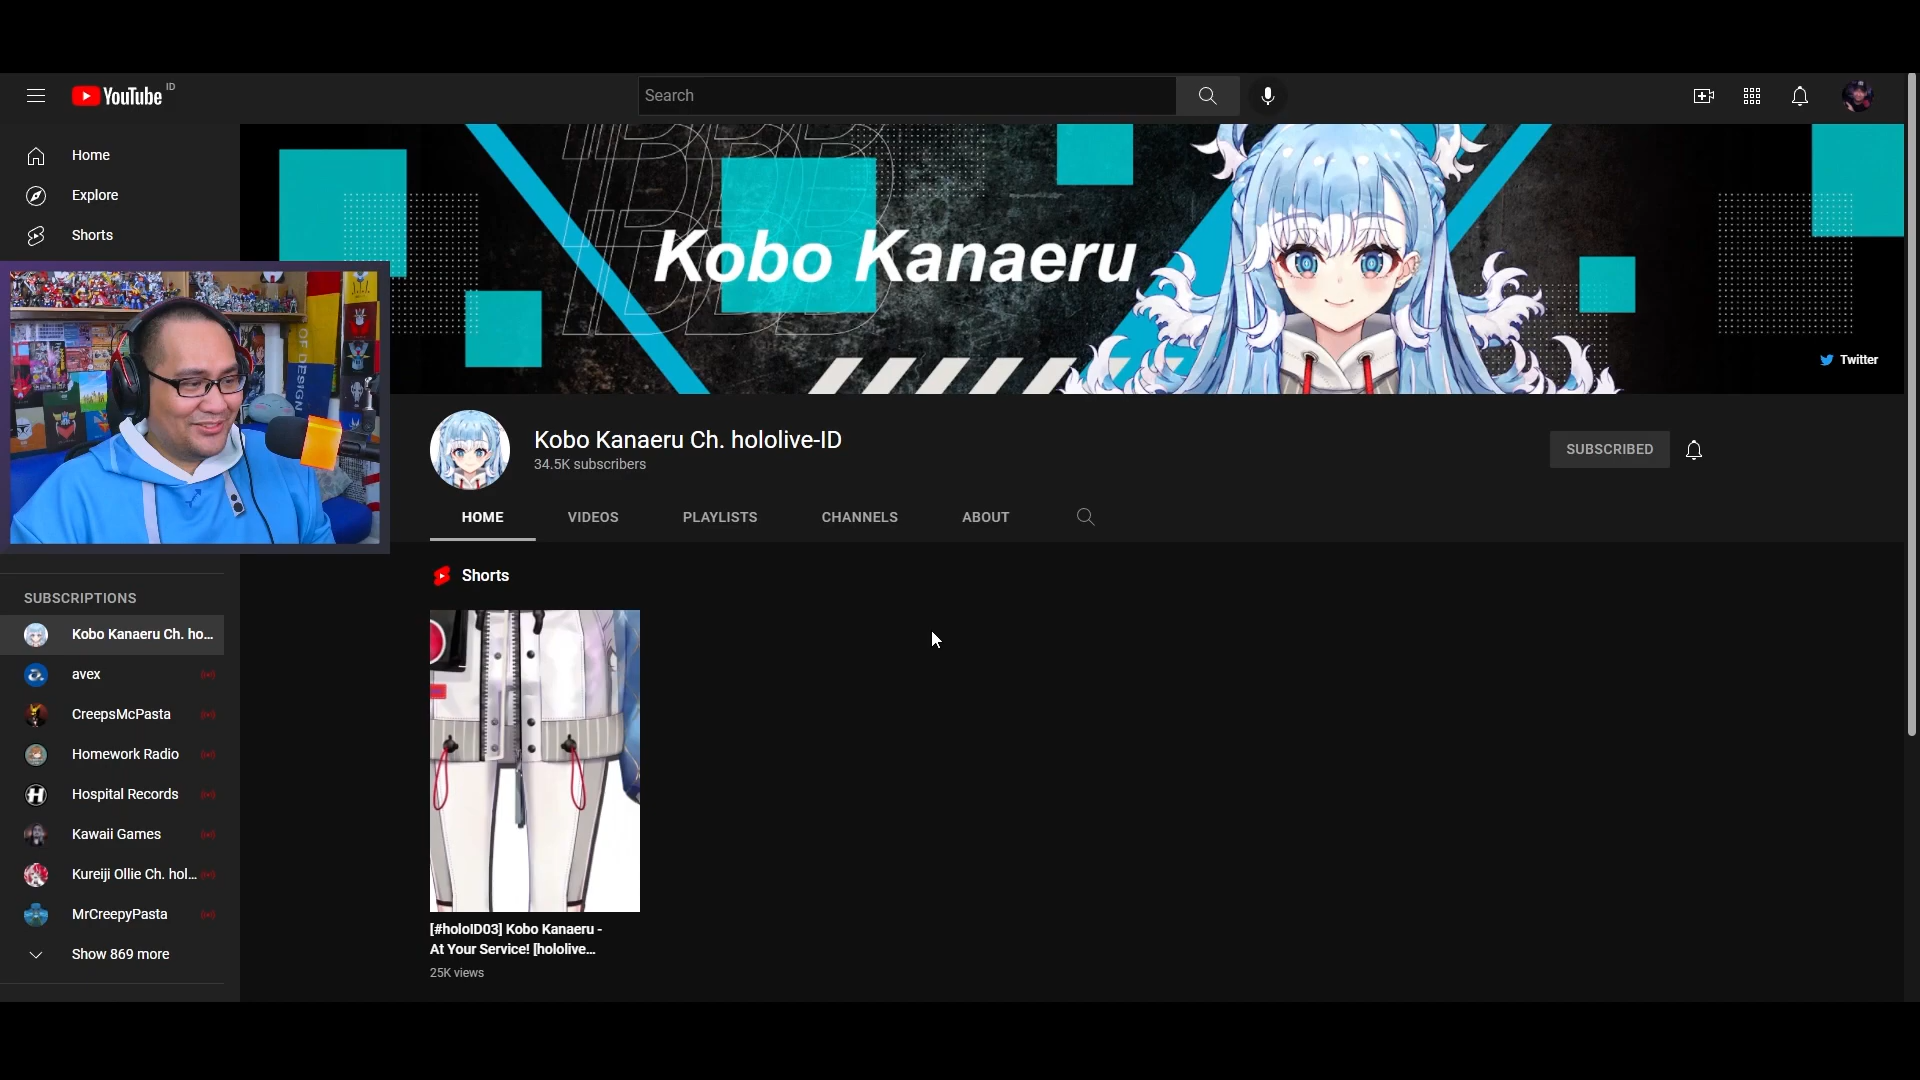 YouTube ID
Search
Home
Explore
Shorts
Kobo Kanaeru
Twitter
OF DESIGN
Kobo Kanaeru Ch. hololive-ID
34.5K subscribers
SUBSCRIBED
HOME
VIDEOS
PLAYLISTS
CHANNELS
ABOUT
Shorts
SUBSCRIPTIONS
Kobo Kanaeru Ch. ho...
avex
CreepsMcPasta
Homework Radio
Hospital Records
Kawaii Games
Kureiji Ollie Ch. hol...
MrCreepyPasta
Show 869 more
[#holoID03] Kobo Kanaeru -
At Your Service! [hololive...
25K views